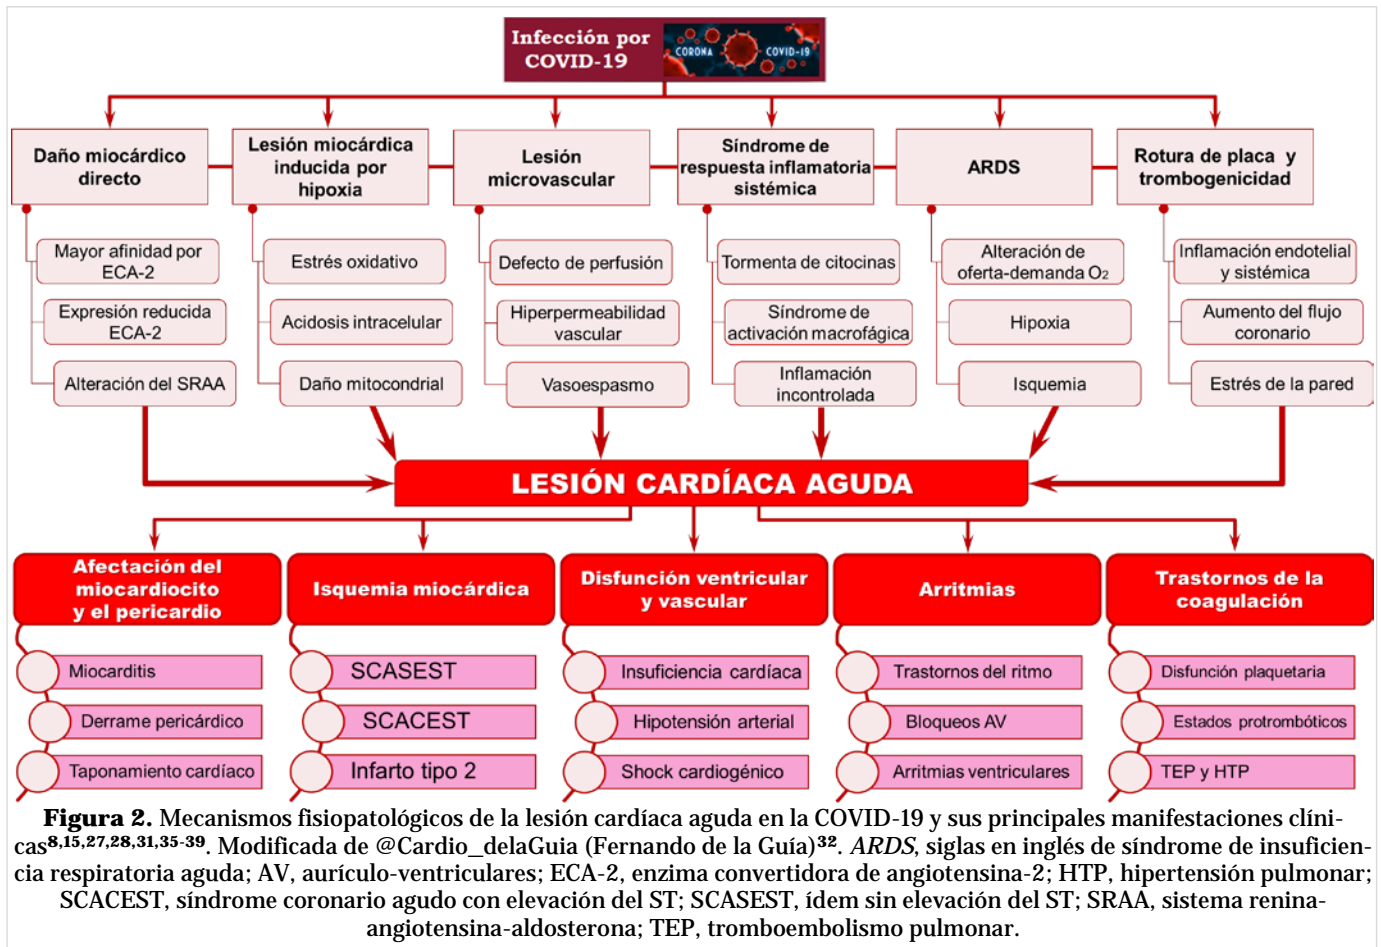 Infección por
COVID-19
CORONA
COVID-19
Daño miocárdico
directo
Lesión miocárdica
inducida por
hipoxia
Lesión
microvascular
Síndrome de
respuesta inflamatoria
sistémica
ARDS
Rotura de placa y
trombogenicidad
Mayor afinidad por
ECA-2
Expresión reducida
ECA-2
Alteración del SRAA
Estrés oxidativo
Acidosis intracelular
Daño mitocondrial
Defecto de perfusión
Hiperpermeabilidad
vascular
Vasoespasmo
Tormenta de citocinas
Síndrome de
activación macrofágica
Inflamación
incontrolada
Alteración de
oferta-demanda O₂
Hipoxia
Isquemia
Inflamación endotelial
y sistémica
Aumento del flujo
coronario
Estrés de la pared
LESIÓN CARDÍACA AGUDA
Afectación del
miocardiocito
y el pericardio
Miocarditis
Derrame pericárdico
Taponamiento cardíaco
Isquemia miocárdica
SCASEST
SCACEST
Infarto tipo 2
Disfunción ventricular
y vascular
Insuficiencia cardíaca
Hipotensión arterial
Shock cardiogénico
Arritmias
Trastornos del ritmo
Bloqueos AV
Arritmias ventriculares
Trastornos de la
coagulación
Disfunción plaquetaria
Estados protrombóticos
TEP y HTP
Figura 2. Mecanismos fisiopatológicos de la lesión cardíaca aguda en la COVID-19 y sus principales manifestaciones clíni-
cas8,15,27,28,31,35-39. Modificada de @Cardio_delaGuia (Fernando de la Guía)32. ARDS, siglas en inglés de síndrome de insuficien-
cia respiratoria aguda; AV, aurículo-ventriculares; ECA-2, enzima convertidora de angiotensina-2; HTP, hipertensión pulmonar;
SCACEST, síndrome coronario agudo con elevación del ST; SCASEST, ídem sin elevación del ST; SRAA, sistema renina-
angiotensina-aldosterona; TEP, tromboembolismo pulmonar.